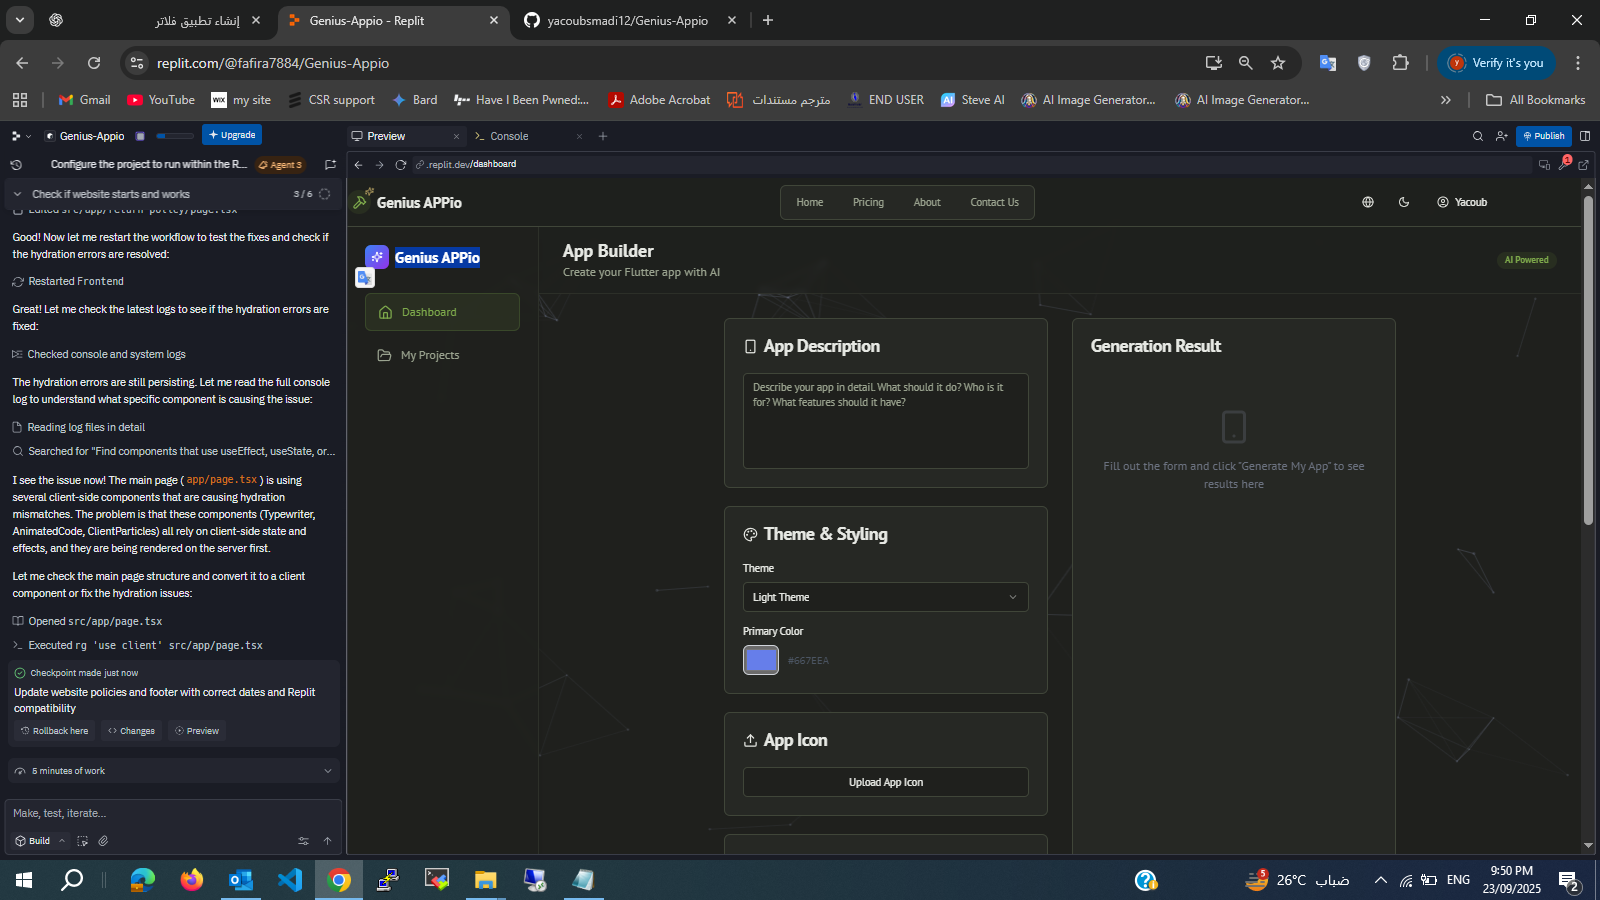 إنشاء تطبيق فلاتر
Genius-Appio - Replit
yacoubsmadi12/Genius-Appio
replit.com/@fafira7884/Genius-Appio
Verify it's you
Gmail
YouTube
WIX my site
CSR support
Bard
Have I Been Pwned:...
Adobe Acrobat
مترجم مستندات
END USER
AI Steve AI
AI Image Generator...
AI Image Generator...
All Bookmarks
Genius-Appio
Upgrade
Preview
Console
Publish
Configure the project to run within the R...
Agent 3
.replit.dev/dashboard
1
Check if website starts and works
3 / 6
Edited src/app/return-policy/page.tsx
Good! Now let me restart the workflow to test the fixes and check if
the hydration errors are resolved:
Restarted Frontend
Great! Let me check the latest logs to see if the hydration errors are
fixed:
Checked console and system logs
The hydration errors are still persisting. Let me read the full console
log to understand what specific component is causing the issue:
Reading log files in detail
Searched for "Find components that use useEffect, useState, or...
I see the issue now! The main page ( app/page.tsx ) is using
several client-side components that are causing hydration
mismatches. The problem is that these components (Typewriter,
AnimatedCode, ClientParticles) all rely on client-side state and
effects, and they are being rendered on the server first.
Let me check the main page structure and convert it to a client
component or fix the hydration issues:
Opened src/app/page.tsx
Executed rg 'use client' src/app/page.tsx
Checkpoint made just now
Update website policies and footer with correct dates and Replit
compatibility
Rollback here
Changes
Preview
5 minutes of work
Make, test, iterate...
Build
Genius APPio
Home
Pricing
About
Contact Us
Yacoub
Genius APPio
Dashboard
My Projects
App Builder
Create your Flutter app with AI
AI Powered
App Description
Describe your app in detail. What should it do? Who is it
for? What features should it have?
Theme & Styling
Theme
Light Theme
Primary Color
#667EEA
App Icon
Upload App Icon
Generation Result
Fill out the form and click "Generate My App" to see
results here
5
26°C
ضباب
ENG
9:50 PM
23/09/2025
2